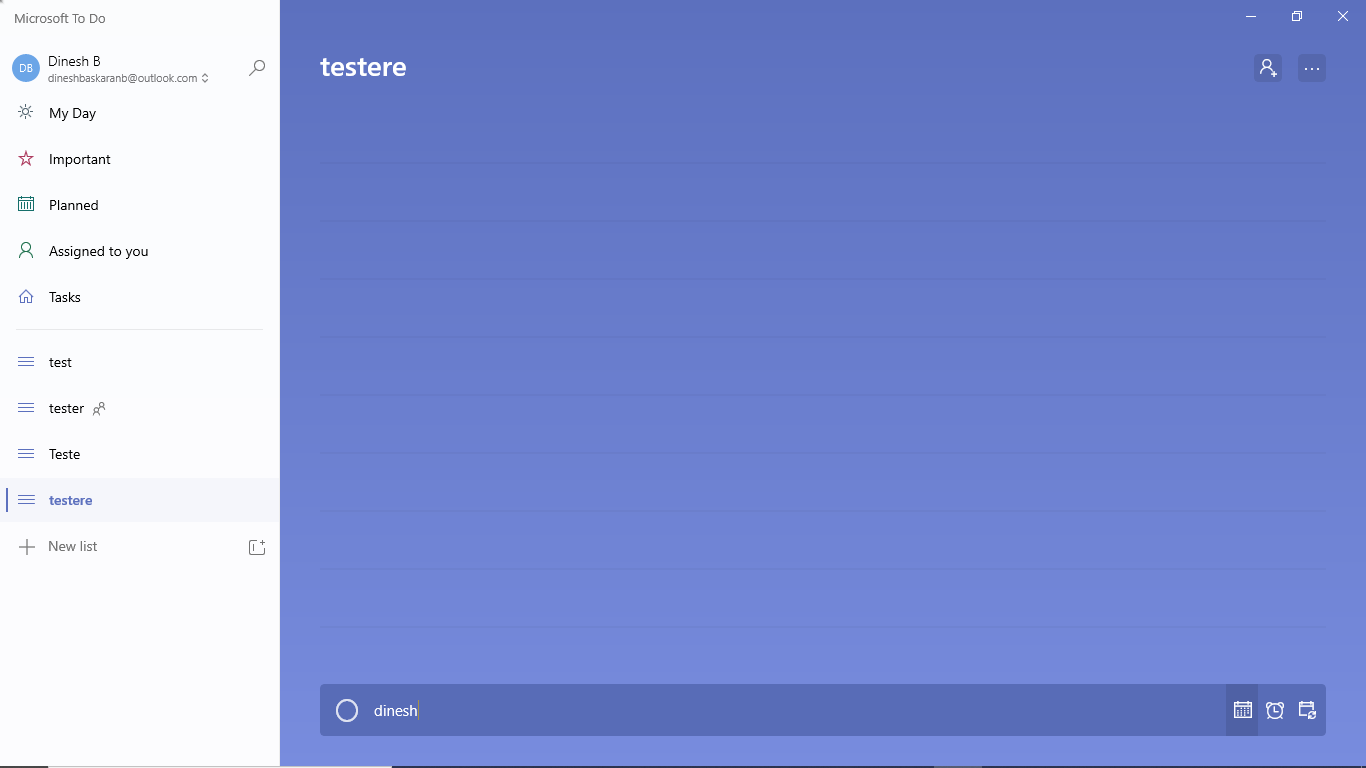 Microsoft To Do
DB
Dinesh B
dineshbaskaranb@outlook.com
My Day
Important
Planned
Assigned to you
Tasks
test
tester
Teste
testere
New list
testere
dinesh